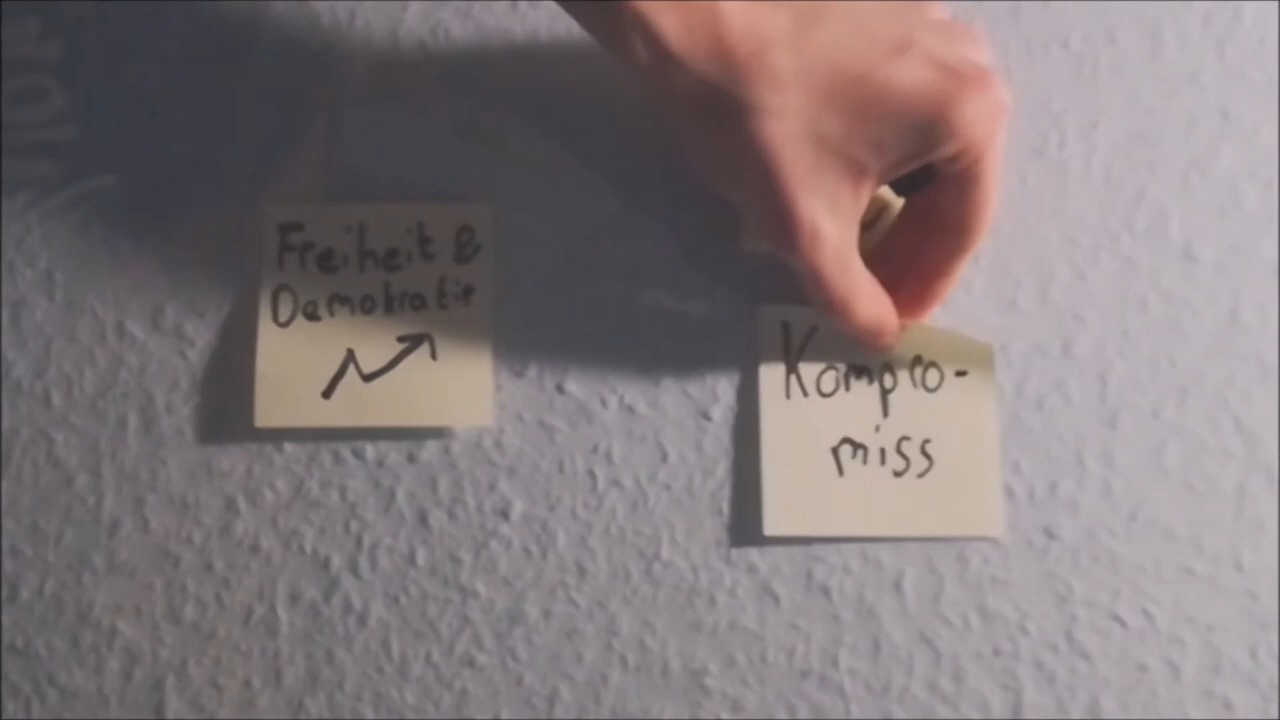 Freiheit &
Demokratie
Kompro-
miss